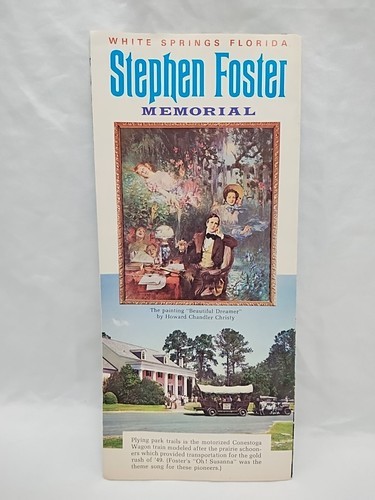 WHITE SPRINGS FLORIDA
Stephen Foster
MEMORIAL
The painting "Beautiful Dreamer"
by Howard Chandler Christy
Plying park trails is the motorized Conestoga
Wagon train modeled after the prairie schoon-
ers which provided transportation for the gold
rush of '49. (Foster's "Oh! Susanna" was the
theme song for these pioneers.)